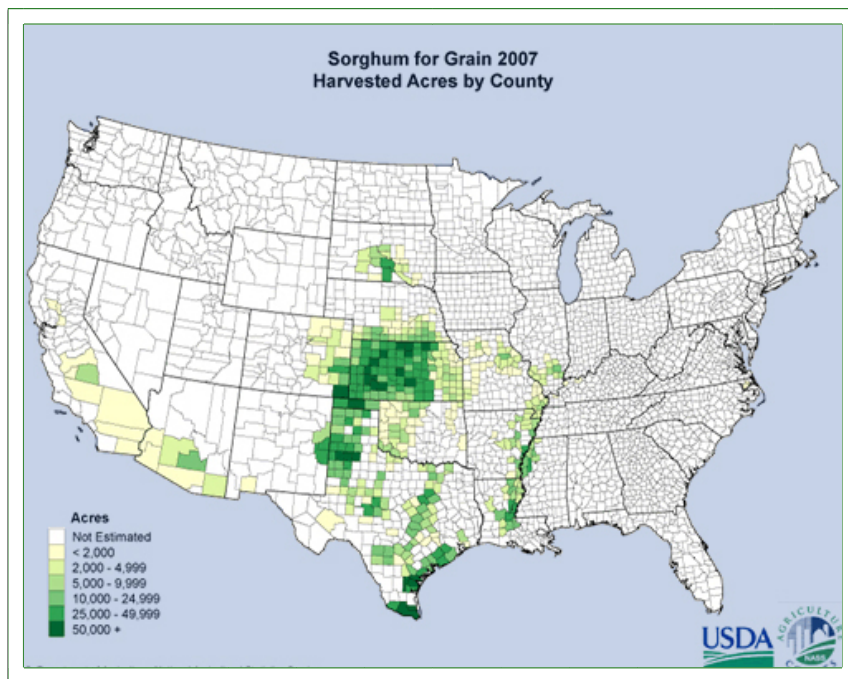 Sorghum for Grain 2007
Harvested Acres by County
Acres
Not Estimated
< 2,000
2,000 - 4,999
5,000 - 9,999
10,000 - 24,999
25,000 - 49,999
50,000 +
USDA
AGRICULTURE
NASS